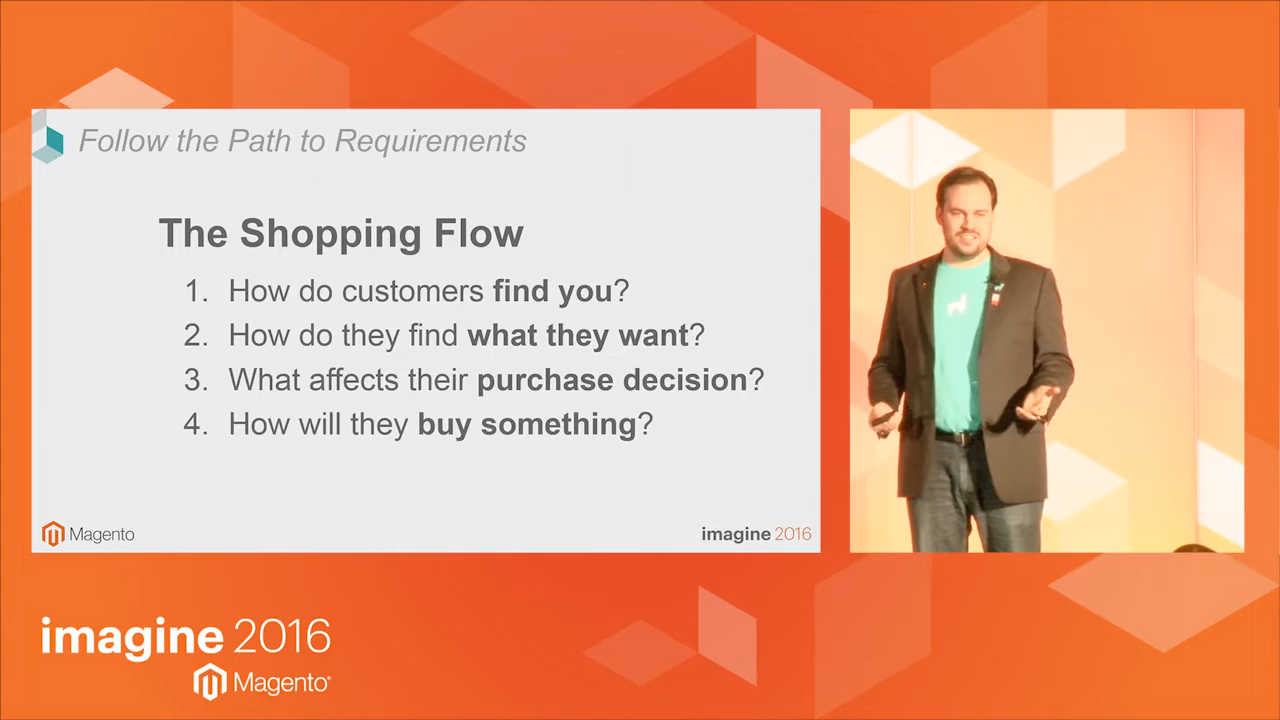 Follow the Path to Requirements
The Shopping Flow
1. How do customers find you?
2. How do they find what they want?
3. What affects their purchase decision?
4. How will they buy something?
Magento
imagine 2016
imagine 2016
Magento®